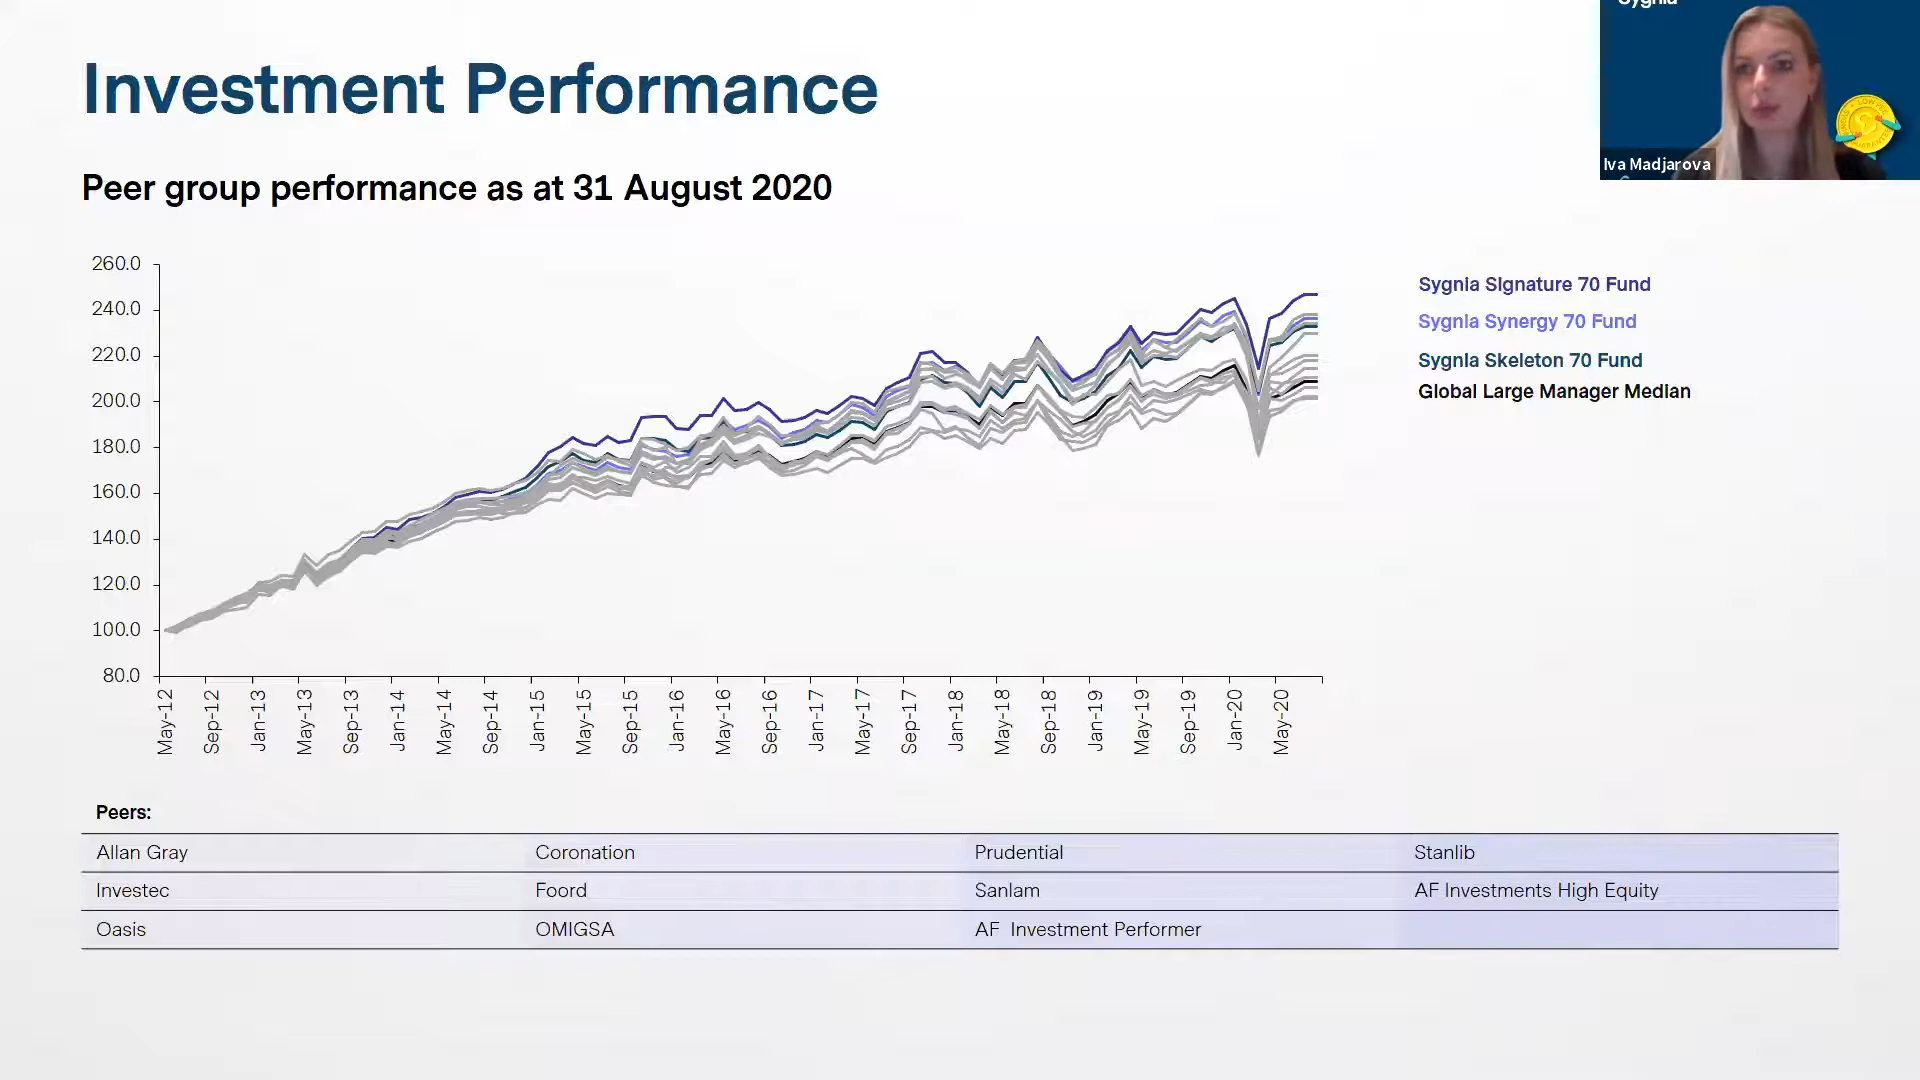 Investment Performance
Peer group performance as at 31 August 2020
Sygnia
Iva Madjarova
260.0
240.0
220.0
200.0
180.0
160.0
140.0
120.0
100.0
80.0
May-12
Sep-12
Jan-13
May-13
Sep-13
Jan-14
May-14
Sep-14
Jan-15
May-15
Sep-15
Jan-16
May-16
Sep-16
Jan-17
May-17
Sep-17
Jan-18
May-18
Sep-18
Jan-19
May-19
Sep-19
Jan-20
May-20
Sygnia Signature 70 Fund
Sygnia Synergy 70 Fund
Sygnia Skeleton 70 Fund
Global Large Manager Median
Peers:
Allan Gray Coronation Prudential Stanlib
Investec Foord Sanlam AF Investments High Equity
Oasis OMIGSA AF Investment Performer